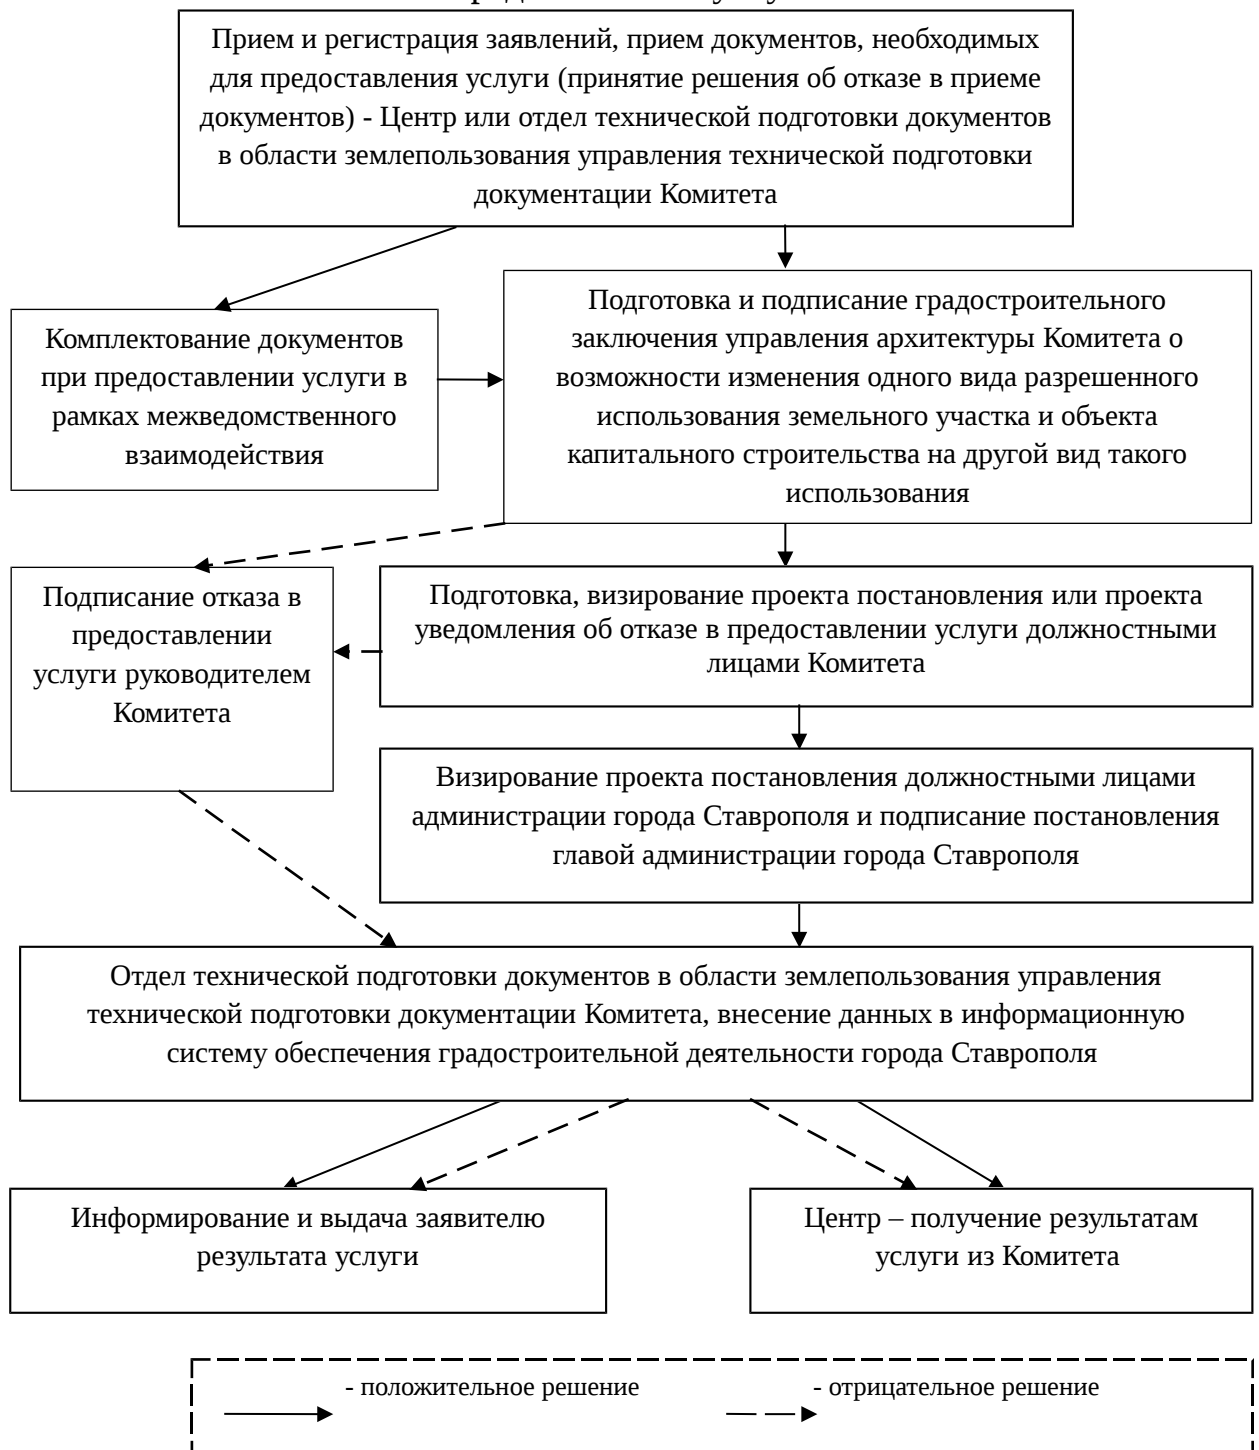 Прием и регистрация заявлений, прием документов, необходимых
для предоставления услуги (принятие решения об отказе в приеме
документов) - Центр или отдел технической подготовки документов
в области землепользования управления технической подготовки
документации Комитета
Комплектование документов
при предоставлении услуги в
рамках межведомственного
взаимодействия
Подготовка и подписание градостроительного
заключения управления архитектуры Комитета о
возможности изменения одного вида разрешенного
использования земельного участка и объекта
капитального строительства на другой вид такого
использования
Подписание отказа в
предоставлении
услуги руководителем
Комитета
Подготовка, визирование проекта постановления или проекта
уведомления об отказе в предоставлении услуги должностными
лицами Комитета
Визирование проекта постановления должностными лицами
администрации города Ставрополя и подписание постановления
главой администрации города Ставрополя
Отдел технической подготовки документов в области землепользования управления
технической подготовки документации Комитета, внесение данных в информационную
систему обеспечения градостроительной деятельности города Ставрополя
Информирование и выдача заявителю
результата услуги
Центр – получение результатам
услуги из Комитета
- положительное решение
- отрицательное решение